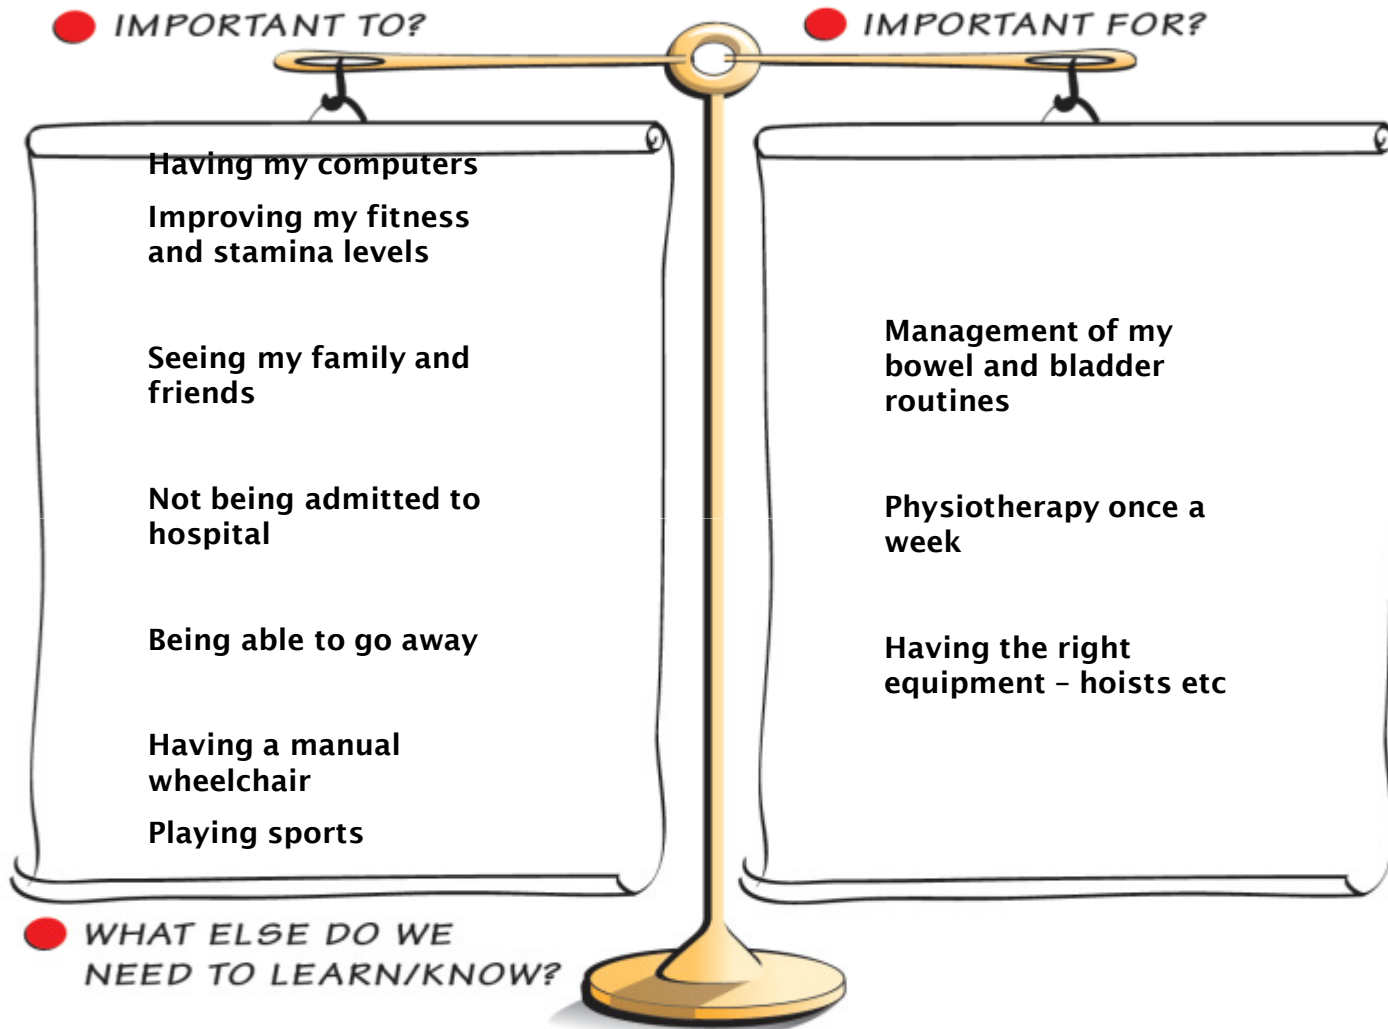 IMPORTANT TO?
Having my computers
Improving my fitness
and stamina levels
Seeing my family and
friends
Not being admitted to
hospital
Being able to go away
Having a manual
wheelchair
Playing sports
IMPORTANT FOR?
Management of my
bowel and bladder
routines
Physiotherapy once a
week
Having the right
equipment – hoists etc
WHAT ELSE DO WE
NEED TO LEARN/KNOW?